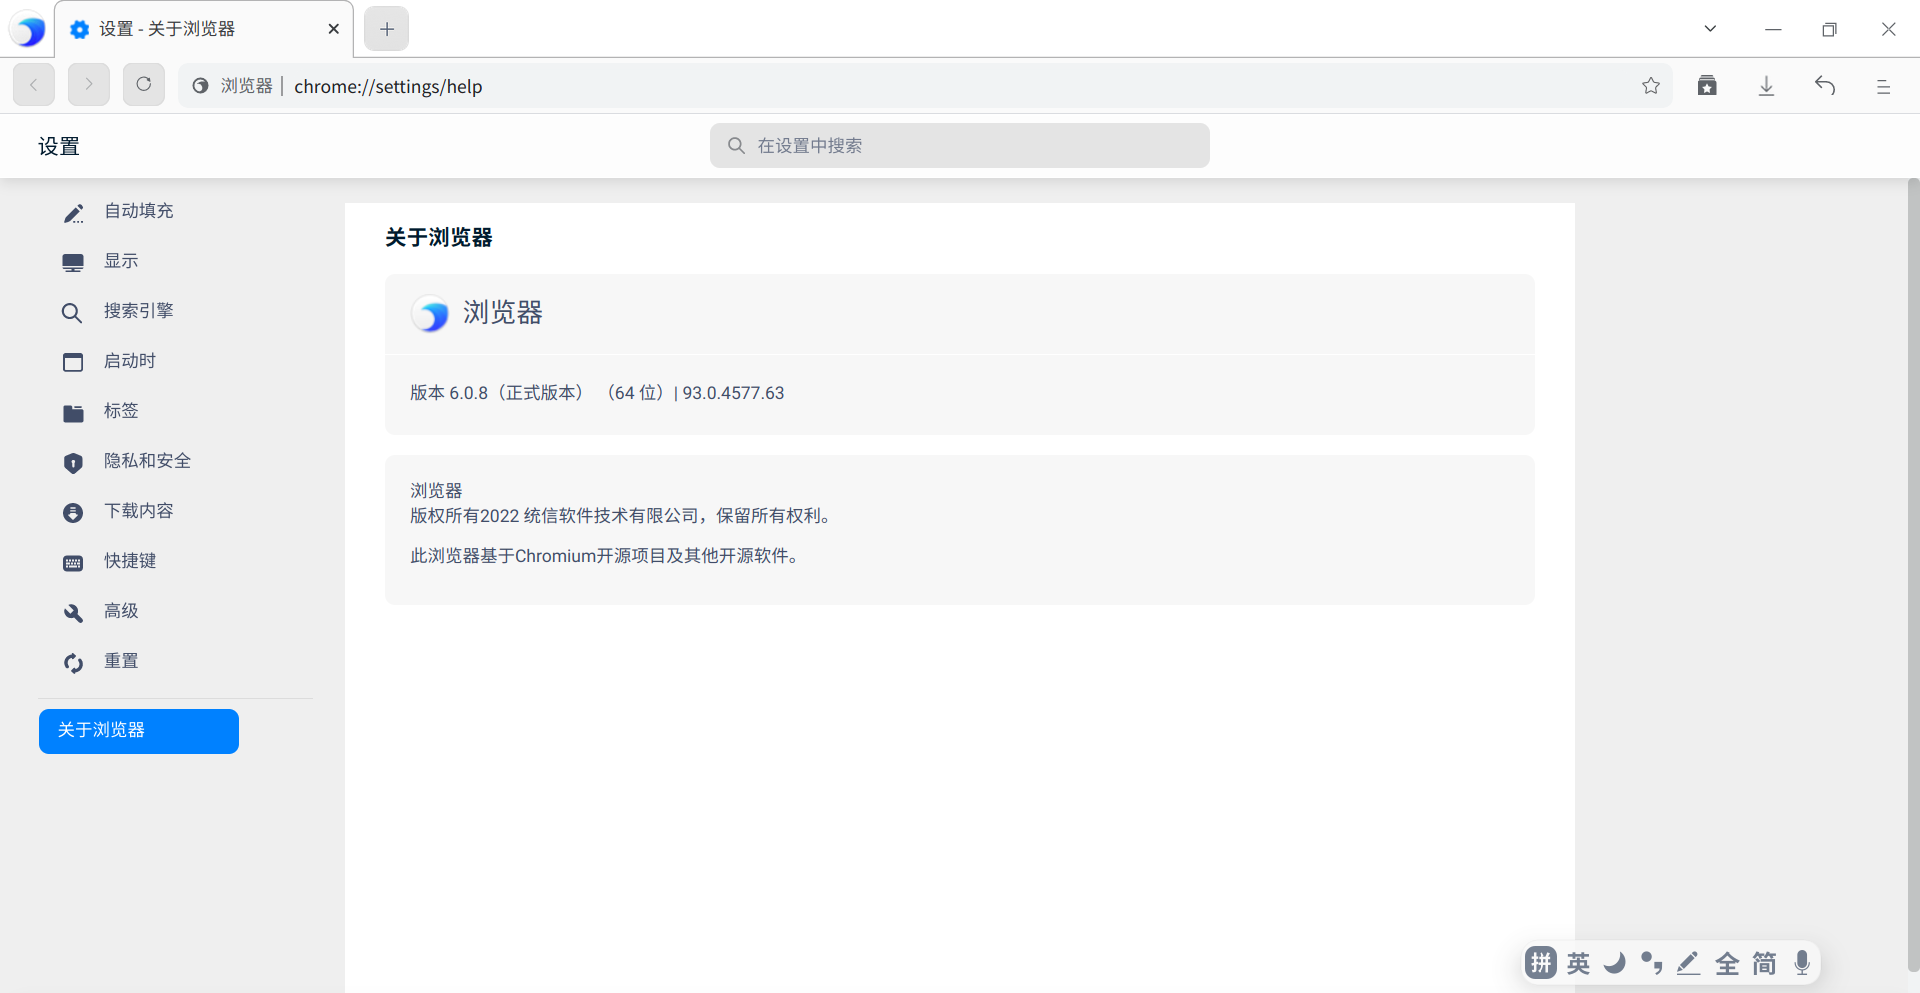 设置 - 关于浏览器
浏览器 | chrome://settings/help
设置
在设置中搜索
自动填充
显示
搜索引擎
启动时
标签
隐私和安全
下载内容
快捷键
高级
重置
关于浏览器
关于浏览器
浏览器
版本 6.0.8（正式版本） （64 位）| 93.0.4577.63
浏览器
版权所有2022 统信软件技术有限公司，保留所有权利。
此浏览器基于Chromium开源项目及其他开源软件。
拼 英 全 简